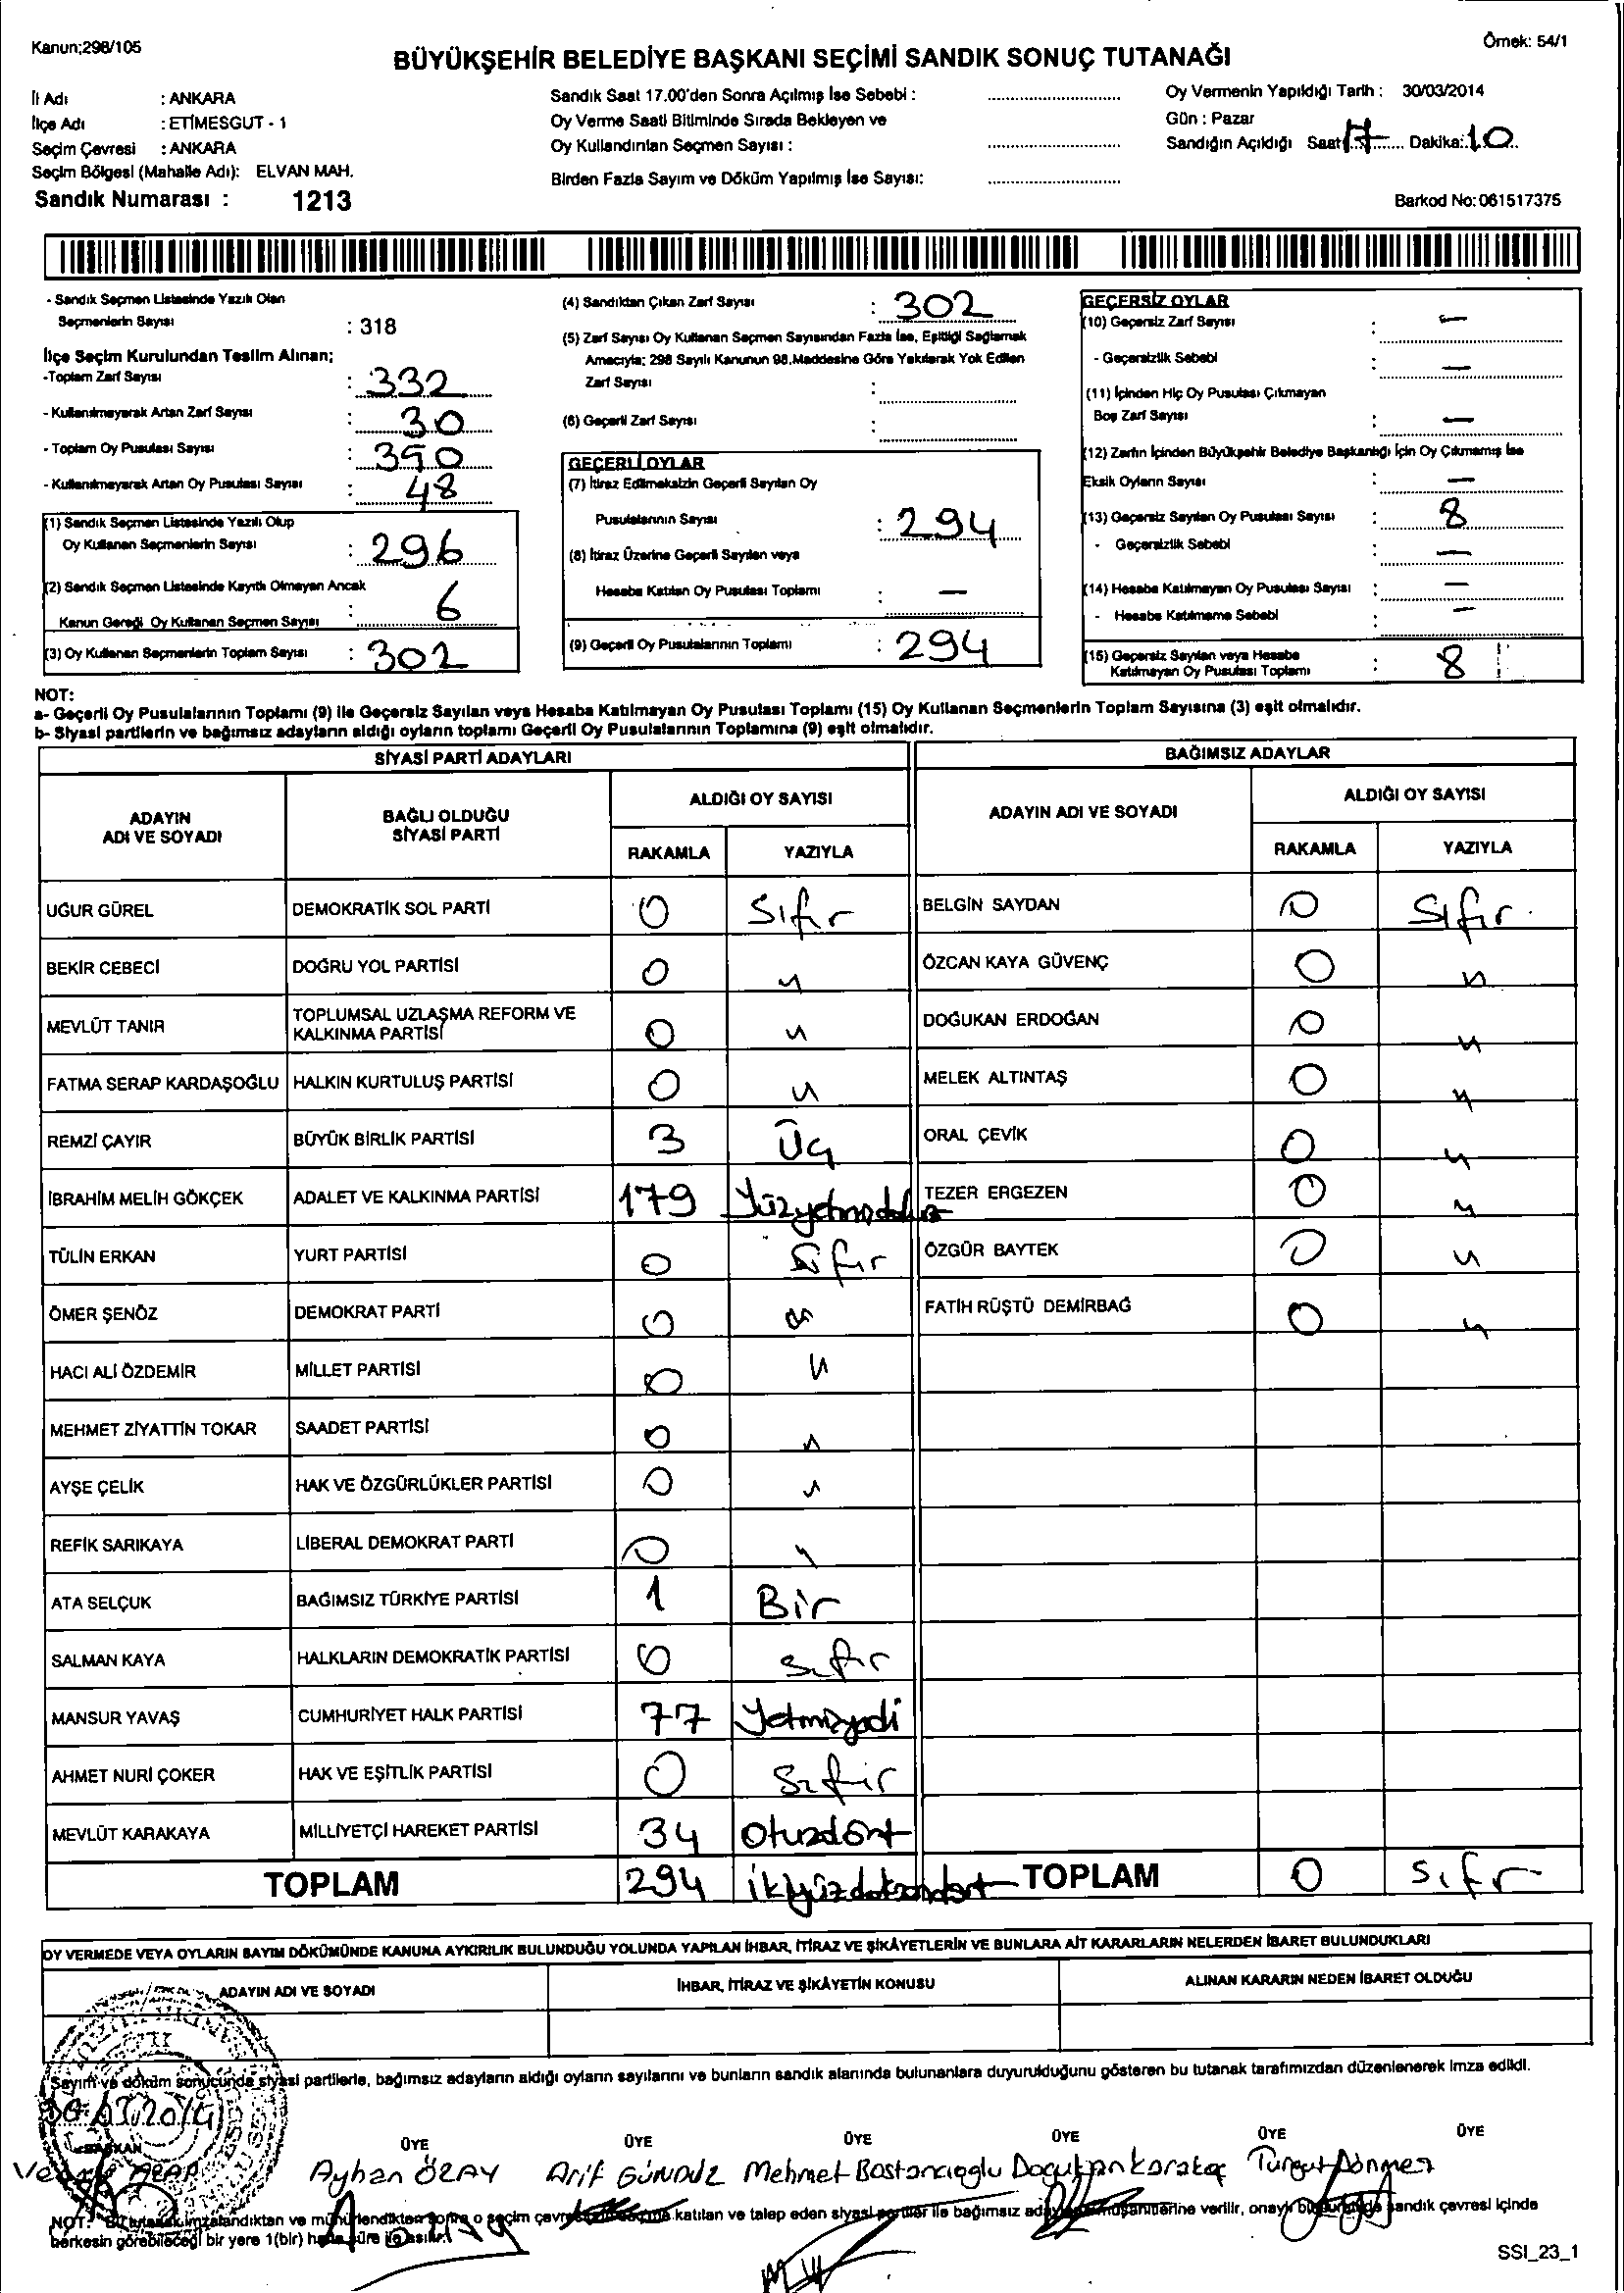 Kanun;298/105
Örnek: 54/1
BÜYÜKŞEHİR BELEDİYE BAŞKANI SEÇİMİ SANDIK SONUÇ TUTANAĞI
İl Adı : ANKARA
İlçe Adı : ETİMESGUT - 1
Seçim Çevresi : ANKARA
Seçim Bölgesi (Mahalle Adı): ELVAN MAH.
Sandık Numarası : 1213
Sandık Saat 17.00'den Sonra Açılmış İse Sebebi :
Oy Verme Saati Bitiminde Sırada Bekleyen ve
Oy Kullandırılan Seçmen Sayısı :
Birden Fazla Sayım ve Döküm Yapılmış İse Sayısı:
Oy Vermenin Yapıldığı Tarih : 30/03/2014
Gün : Pazar
Sandığın Açıldığı Saat: 17 Dakika: 10
Barkod No: 061517375
- Sandık Seçmen Listesinde Yazılı Olan
Seçmenlerin Sayısı : 318
İlçe Seçim Kurulundan Teslim Alınan;
-Toplam Zarf Sayısı : 332
- Kullanılmayarak Artan Zarf Sayısı : 30
- Toplam Oy Pusulası Sayısı : 350
- Kullanılmayarak Artan Oy Pusulası Sayısı : 48
(1) Sandık Seçmen Listesinde Yazılı Olup
Oy Kullanan Seçmenlerin Sayısı : 296
(2) Sandık Seçmen Listesinde Kayıtlı Olmayan Ancak
Kanun Gereği Oy Kullanan Seçmen Sayısı : 6
(3) Oy Kullanan Seçmenlerin Toplam Sayısı : 302
(4) Sandıktan Çıkan Zarf Sayısı : 302
(5) Zarf Sayısı Oy Kullanan Seçmen Sayısından Fazla İse, Eşitliği Sağlamak
Amacıyla; 298 Sayılı Kanunun 98.Maddesine Göre Yakılarak Yok Edilen
Zarf Sayısı :
(6) Geçerli Zarf Sayısı :
GEÇERLİ OYLAR
(7) İtiraz Edilmeksizin Geçerli Sayılan Oy
Pusulalarının Sayısı : 294
(8) İtiraz Üzerine Geçerli Sayılan veya
Hesaba Katılan Oy Pusulası Toplamı : —
(9) Geçerli Oy Pusulalarının Toplamı : 294
GEÇERSİZ OYLAR
(10) Geçersiz Zarf Sayısı : —
- Geçersizlik Sebebi : —
(11) İçinden Hiç Oy Pusulası Çıkmayan
Boş Zarf Sayısı : —
(12) Zarfın İçinden Büyükşehir Belediye Başkanlığı İçin Oy Çıkmamış İse
Eksik Oyların Sayısı : —
(13) Geçersiz Sayılan Oy Pusulası Sayısı : 8
- Geçersizlik Sebebi : —
(14) Hesaba Katılmayan Oy Pusulası Sayısı : —
- Hesaba Katılmama Sebebi : —
(15) Geçersiz Sayılan veya Hesaba
Katılmayan Oy Pusulası Toplamı : 8
NOT:
a- Geçerli Oy Pusulalarının Toplamı (9) ile Geçersiz Sayılan veya Hesaba Katılmayan Oy Pusulası Toplamı (15) Oy Kullanan Seçmenlerin Toplam Sayısına (3) eşit olmalıdır.
b- Siyasi partilerin ve bağımsız adayların aldığı oyların toplamı Geçerli Oy Pusulalarının Toplamına (9) eşit olmalıdır.
SİYASİ PARTİ ADAYLARI
ADAYIN
ADI VE SOYADI
BAĞLI OLDUĞU
SİYASİ PARTİ
ALDIĞI OY SAYISI
RAKAMLA YAZIYLA
UĞUR GÜREL DEMOKRATİK SOL PARTİ 0 Sıfır
BEKİR CEBECİ DOĞRU YOL PARTİSİ 0 "
MEVLÜT TANIR TOPLUMSAL UZLAŞMA REFORM VE
KALKINMA PARTİSİ 0 "
FATMA SERAP KARDAŞOĞLU HALKIN KURTULUŞ PARTİSİ 0 "
REMZİ ÇAYIR BÜYÜK BİRLİK PARTİSİ 3 Üç
İBRAHİM MELİH GÖKÇEK ADALET VE KALKINMA PARTİSİ 179
TÜLİN ERKAN YURT PARTİSİ 0 Sıfır
ÖMER ŞENÖZ DEMOKRAT PARTİ 0 "
HACI ALİ ÖZDEMİR MİLLET PARTİSİ 0 "
MEHMET ZİYATTİN TOKAR SAADET PARTİSİ 0 "
AYŞE ÇELİK HAK VE ÖZGÜRLÜKLER PARTİSİ 0 "
REFİK SARIKAYA LİBERAL DEMOKRAT PARTİ 0 "
ATA SELÇUK BAĞIMSIZ TÜRKİYE PARTİSİ 1 Bir
SALMAN KAYA HALKLARIN DEMOKRATİK PARTİSİ 0 Sıfır
MANSUR YAVAŞ CUMHURİYET HALK PARTİSİ 77 Yetmişyedi
AHMET NURİ ÇOKER HAK VE EŞİTLİK PARTİSİ 0 Sıfır
MEVLÜT KARAKAYA MİLLİYETÇİ HAREKET PARTİSİ 34 Otuzdört
TOPLAM 294 ikiyüzdoksandört
BAĞIMSIZ ADAYLAR
ADAYIN ADI VE SOYADI
ALDIĞI OY SAYISI
RAKAMLA YAZIYLA
BELGİN SAYDAN 0 Sıfır
ÖZCAN KAYA GÜVENÇ 0 "
DOĞUKAN ERDOĞAN 0 "
MELEK ALTINTAŞ 0 "
ORAL ÇEVİK 0 "
TEZER ERGEZEN 0 "
ÖZGÜR BAYTEK 0 "
FATİH RÜŞTÜ DEMİRBAĞ 0 "
TOPLAM 0 Sıfır
OY VERMEDE VEYA OYLARIN SAYIM DÖKÜMÜNDE KANUNA AYKIRILIK BULUNDUĞU YOLUNDA YAPILAN İHBAR, İTİRAZ VE ŞİKÂYETLERİN VE BUNLARA AİT KARARLARIN NELERDEN İBARET BULUNDUKLARI
ADAYIN ADI VE SOYADI İHBAR, İTİRAZ VE ŞİKÂYETİN KONUSU ALINAN KARARIN NEDEN İBARET OLDUĞU
Sayım ve döküm sonucunda siyasi partilerle, bağımsız adayların aldığı oyların sayılarını ve bunların sandık alanında bulunanlara duyurulduğunu gösteren bu tutanak tarafımızdan düzenlenerek imza edildi.
BAŞKAN ÜYE ÜYE ÜYE ÜYE ÜYE ÜYE
Ayhan ÖZAY Arif GÜNDÜZ Mehmet Bostancıoğlu Turgut Dönmez
NOT: Bu tutanak imzalandıktan ve mühürlendikten sonra o seçim çevresi katılan ve talep eden siyasi partiler ile bağımsız aday müşahitlerine verilir, sandık çevresi içinde
herkesin görebileceği bir yere 1(bir) hafta süre ile asılır.
SSI_23_1